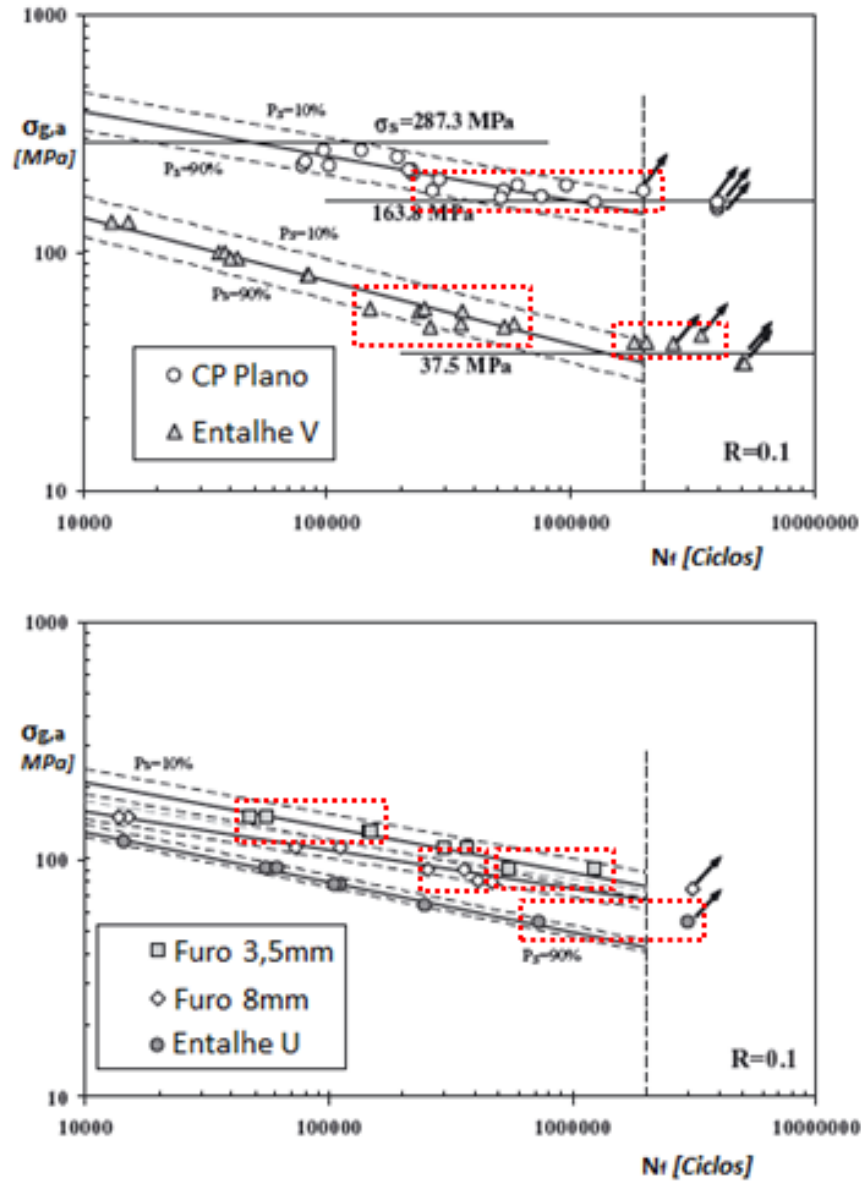 1000
σg,a
[MPa]
Ps=10%
σs=287.3 MPa
Ps=90%
163.8 MPa
100
Ps=10%
Ps=90%
37.5 MPa
CP Plano
Entalhe V
R=0.1
10
10000
100000
1000000
10000000
Nf [Ciclos]
1000
σg,a
MPa]
Ps=10%
100
Ps=90%
Furo 3,5mm
Furo 8mm
Entalhe U
R=0.1
10
10000
100000
1000000
10000000
Nf [Ciclos]